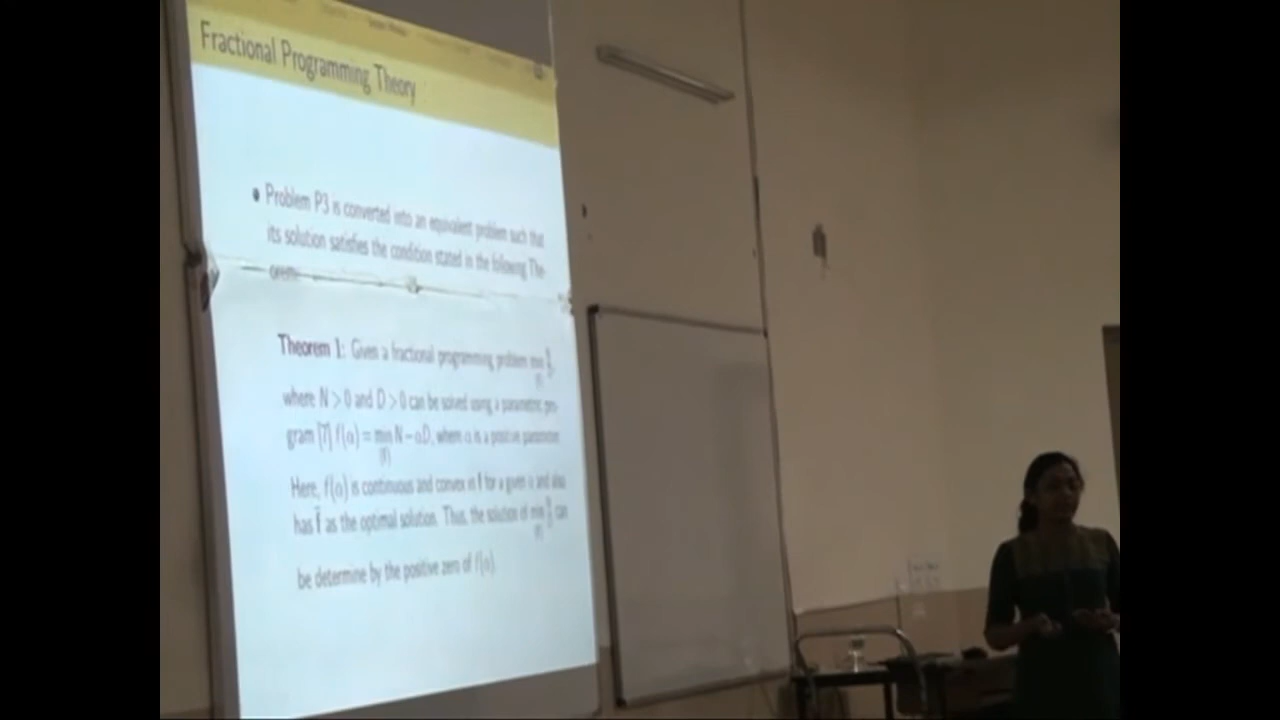 Fractional Programming Theory
• Problem P3 is converted into an equivalent problem such that
its solution satisfies the condition stated in the following The-
orem:
Theorem 1: Given a fractional programming problem min N/D,
{f}
where N > 0 and D > 0 can be solved using a parametric pro-
gram [7] f(α) = min N − αD, where α is a positive parameter.
{f}
Here, f(α) is continuous and convex in f for a given α and also
has f̄ as the optimal solution. Thus, the solution of min N/D can
{f}
be determine by the positive zero of f(α).